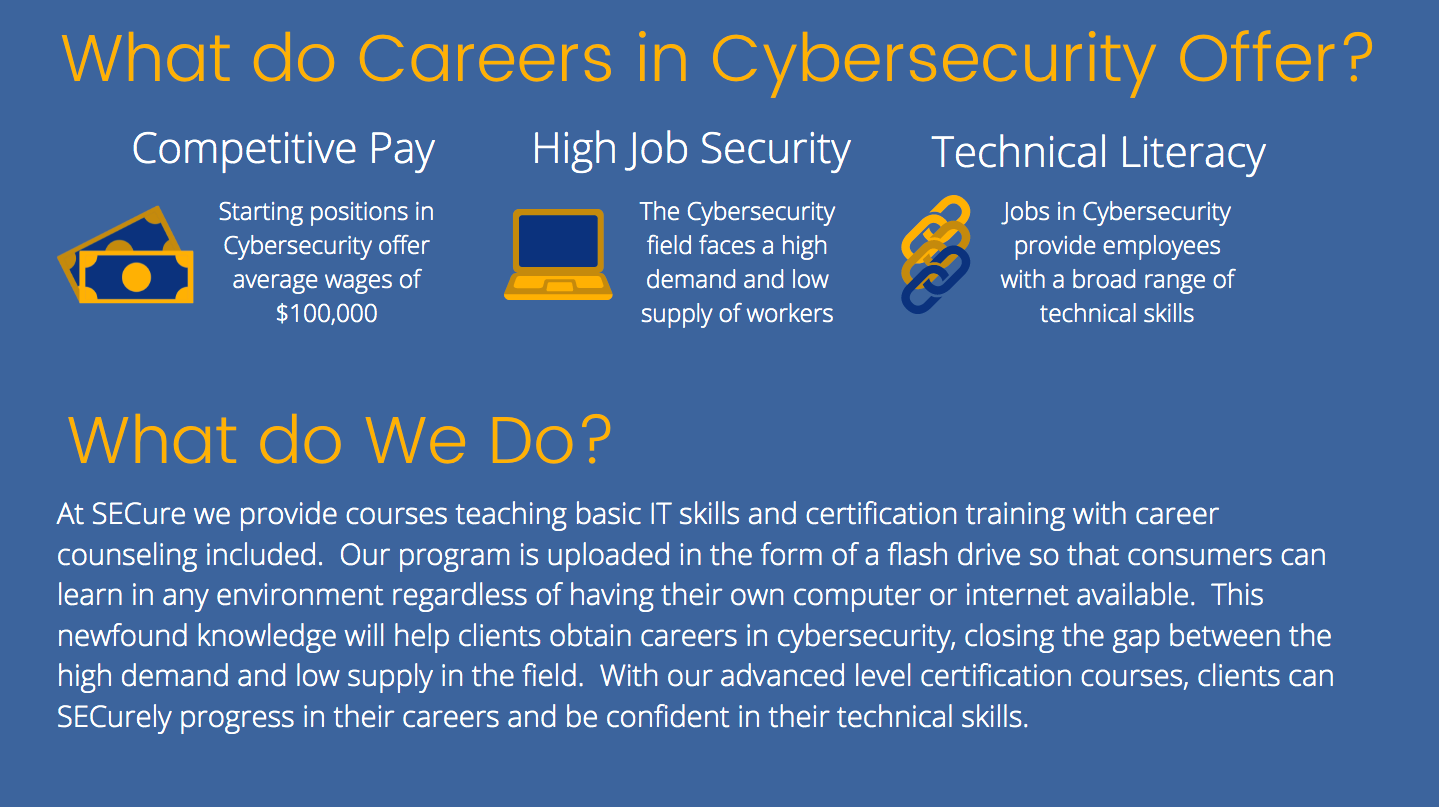 What do Careers in Cybersecurity Offer?
Competitive Pay
Starting positions in
Cybersecurity offer
average wages of
$100,000
High Job Security
The Cybersecurity
field faces a high
demand and low
supply of workers
Technical Literacy
Jobs in Cybersecurity
provide employees
with a broad range of
technical skills
What do We Do?
At SECure we provide courses teaching basic IT skills and certification training with career
counseling included.  Our program is uploaded in the form of a flash drive so that consumers can
learn in any environment regardless of having their own computer or internet available.  This
newfound knowledge will help clients obtain careers in cybersecurity, closing the gap between the
high demand and low supply in the field.  With our advanced level certification courses, clients can
SECurely progress in their careers and be confident in their technical skills.